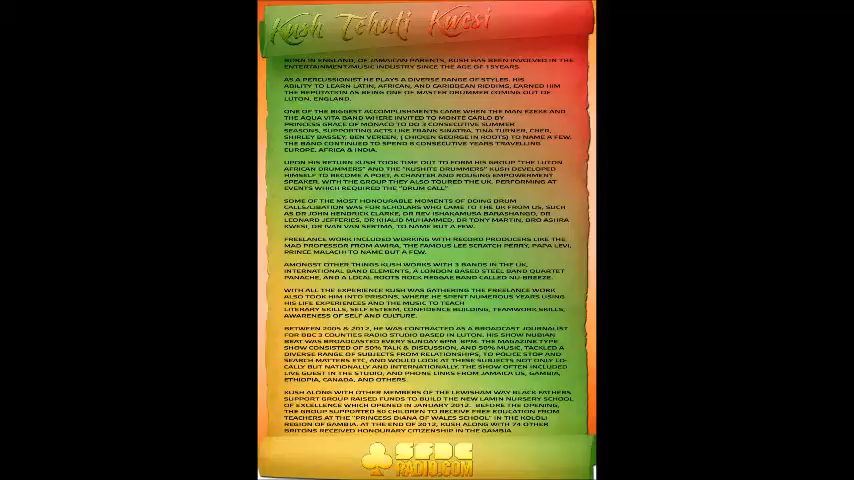 Kush Tehuti Kwesi
BORN IN ENGLAND, OF JAMAICAN PARENTS, KUSH HAS BEEN INVOLVED IN THE
ENTERTAINMENT/MUSIC INDUSTRY SINCE THE AGE OF 15YEARS.
AS A PERCUSSIONIST HE PLAYS A DIVERSE RANGE OF STYLES. HIS
ABILITY TO LEARN LATIN, AFRICAN, AND CARIBBEAN RIDDIMS, EARNED HIM
THE REPUTATION AS BEING ONE OF MASTER DRUMMER COMING OUT OF
LUTON, ENGLAND.
ONE OF THE BIGGEST ACCOMPLISHMENTS CAME WHEN THE MAN EZEKE AND
THE AQUA VITA BAND WHERE INVITED TO MONTE CARLO BY
PRINCESS GRACE OF MONACO TO DO 3 CONSECUTIVE SUMMER
SEASONS, SUPPORTING ACTS LIKE FRANK SINATRA, TINA TURNER, CHER,
SHIRLEY BASSEY, BEN VEREEN, ( CHICKEN GEORGE IN ROOTS) TO NAME A FEW.
THE BAND CONTINUED TO SPEND 8 CONSECUTIVE YEARS TRAVELLING
EUROPE, AFRICA & INDIA.
UPON HIS RETURN KUSH TOOK TIME OUT TO FORM HIS GROUP "THE LUTON
AFRICAN DRUMMERS" AND THE "KUSHITE DRUMMERS" KUSH DEVELOPED
HIMSELF TO BECOME A POET, A CHANTER AND ROUSING EMPOWERMENT
SPEAKER. WITH THE GROUP THEY ALSO TOURED THE UK. PERFORMING AT
EVENTS WHICH REQUIRED THE "DRUM CALL"
SOME OF THE MOST HONOURABLE MOMENTS OF DOING DRUM
CALLS/LIBATION WAS FOR SCHOLARS WHO CAME TO THE UK FROM US, SUCH
AS DR JOHN HENDRICK CLARKE, DR REV ISHAKAMUSA BARASHANGO, DR
LEONARD JEFFERIES, DR KHALID MUHAMMED, DR TONY MARTIN, BRO ASHRA
KWESI, DR IVAN VAN SERTMA, TO NAME BUT A FEW.
FREELANCE WORK INCLUDED WORKING WITH RECORD PRODUCERS LIKE THE
MAD PROFESSOR FROM AWIRA, THE FAMOUS LEE SCRATCH PERRY, PAPA LEVI,
PRINCE MALACHI TO NAME BUT A FEW.
AMONGST OTHER THINGS KUSH WORKS WITH 3 BANDS IN THE UK,
INTERNATIONAL BAND ELEMENTS, A LONDON BASED STEEL BAND QUARTET
PANACHE, AND A LOCAL ROOTS ROCK REGGAE BAND CALLED NU-BREEZE.
WITH ALL THE EXPERIENCE KUSH WAS GATHERING THE FREELANCE WORK
ALSO TOOK HIM INTO PRISONS, WHERE HE SPENT NUMEROUS YEARS USING
HIS LIFE EXPERIENCES AND THE MUSIC TO TEACH
LITERARY SKILLS, SELF ESTEEM, CONFIDENCE BUILDING, TEAMWORK SKILLS,
AWARENESS OF SELF AND CULTURE.
BETWEEN 2005 & 2012, HE WAS CONTRACTED AS A BROADCAST JOURNALIST
FOR BBC 3 COUNTIES RADIO STUDIO BASED IN LUTON. HIS SHOW NUBIAN
BEAT WAS BROADCASTED EVERY SUNDAY 6PM- 8PM. THE MAGAZINE TYPE
SHOW CONSISTED OF 50% TALK & DISCUSSION, AND 50% MUSIC, TACKLED A
DIVERSE RANGE OF SUBJECTS FROM RELATIONSHIPS, TO POLICE STOP AND
SEARCH MATTERS ETC, AND WOULD LOOK AT THESE SUBJECTS NOT ONLY LO-
CALLY BUT NATIONALLY AND INTERNATIONALLY. THE SHOW OFTEN INCLUDED
LIVE GUEST IN THE STUDIO, AND PHONE LINKS FROM JAMAICA US, GAMBIA,
ETHIOPIA, CANADA, AND OTHERS.
KUSH ALONG WITH OTHER MEMBERS OF THE LEWISHAM WAY BLACK FATHERS
SUPPORT GROUP RAISED FUNDS TO BUILD THE NEW LAMIN NURSERY SCHOOL
OF EXCELLENCE WHICH OPENED IN JANUARY 2012. BEFORE THE OPENING,
THE GROUP SUPPORTED 50 CHILDREN TO RECEIVE FREE EDUCATION FROM
TEACHERS AT THE "PRINCESS DIANA OF WALES SCHOOL" IN THE KOLOLI
REGION OF GAMBIA. AT THE END OF 2012, KUSH ALONG WITH 74 OTHER
BRITONS RECEIVED HONOURARY CITIZENSHIP IN THE GAMBIA
SFDC
RADIO.COM